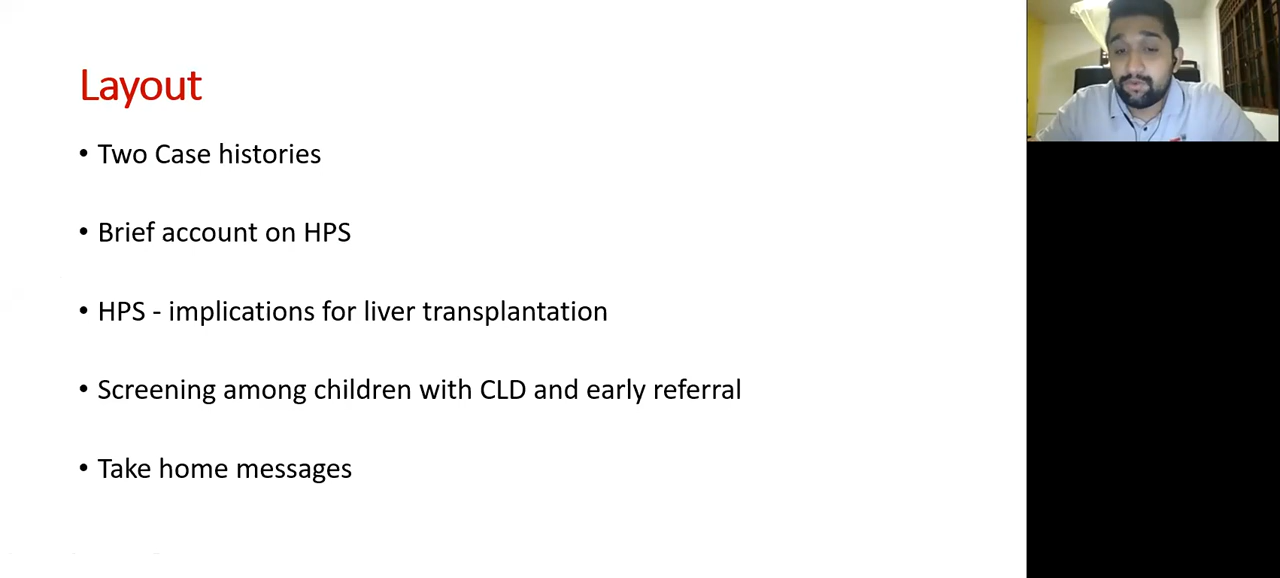 Layout
• Two Case histories
• Brief account on HPS
• HPS - implications for liver transplantation
• Screening among children with CLD and early referral
• Take home messages